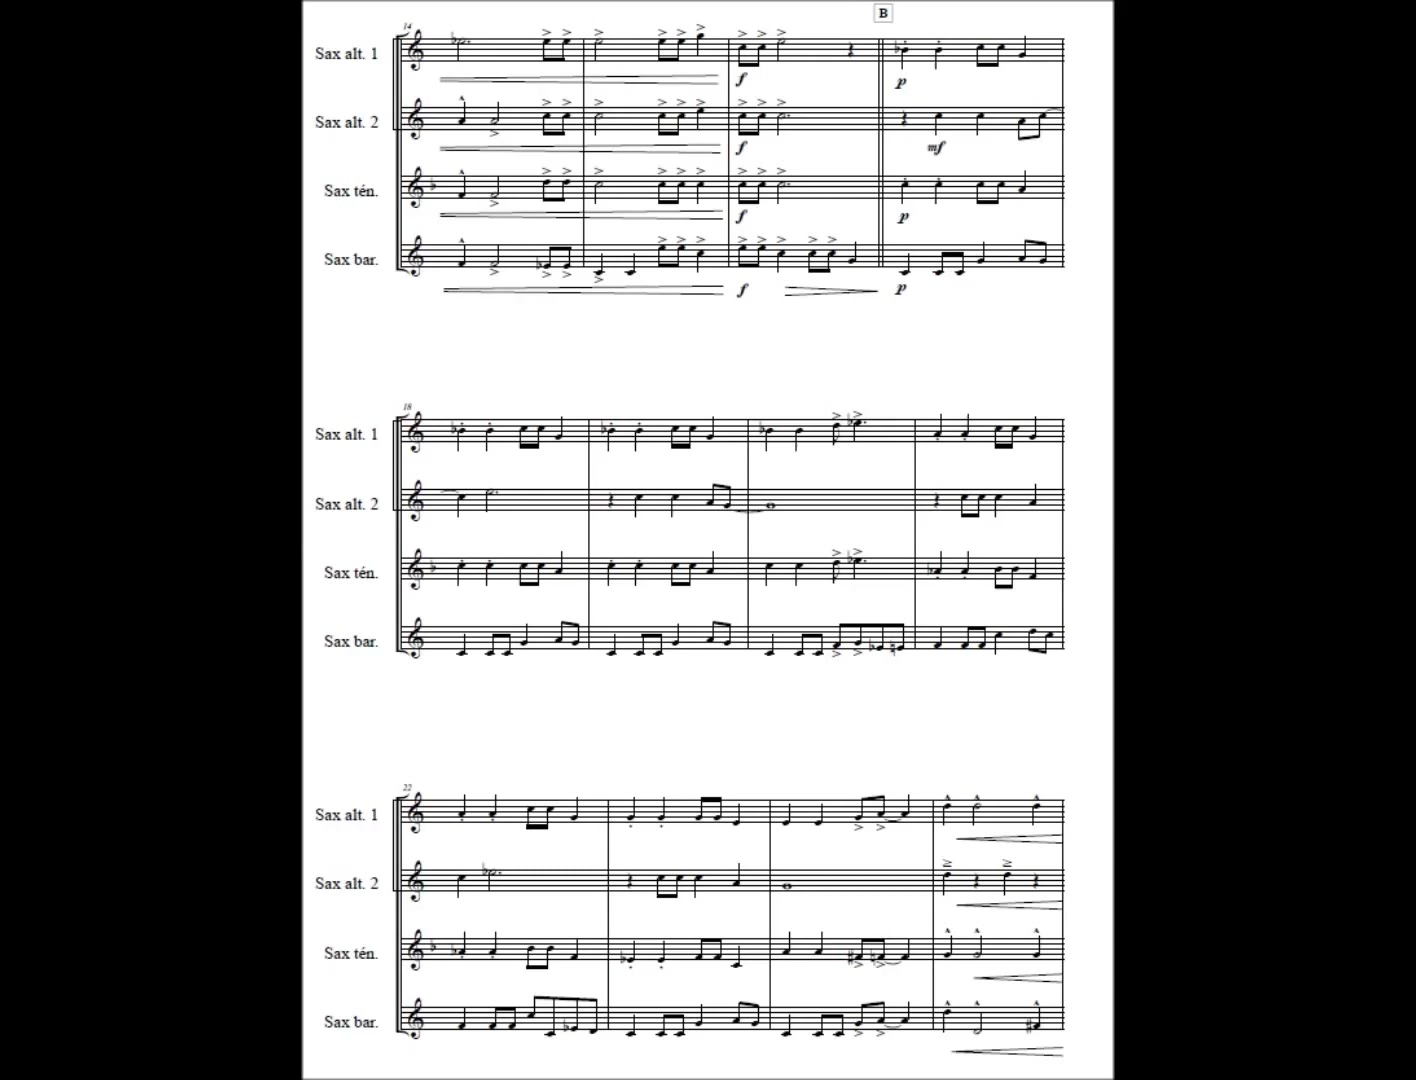 B
14
Sax alt. 1
f
p
Sax alt. 2
f
mf
Sax tén.
f
p
Sax bar.
f
p
18
Sax alt. 1
Sax alt. 2
Sax tén.
Sax bar.
22
Sax alt. 1
Sax alt. 2
Sax tén.
Sax bar.